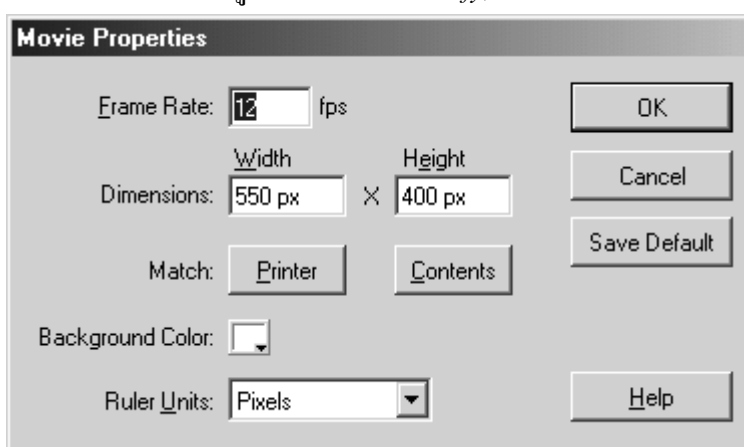 Movie Properties
Frame Rate: 12 fps
OK
Width Height
Dimensions: 550 px X 400 px
Cancel
Save Default
Match: Printer Contents
Background Color:
Ruler Units: Pixels
Help